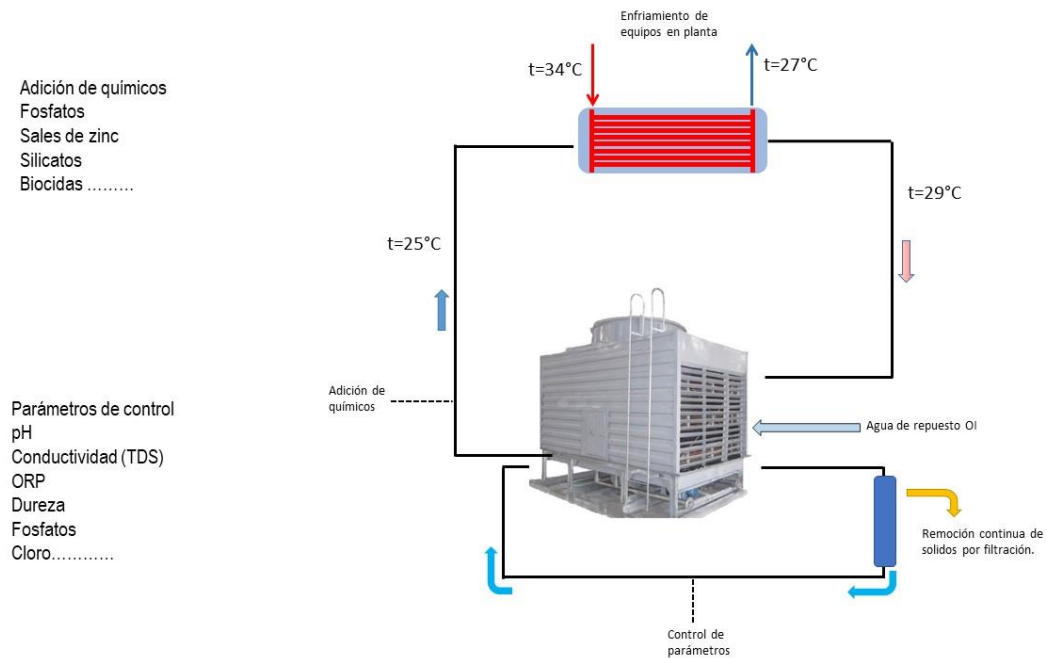 Enfriamiento de
equipos en planta
t=34°C
t=27°C
Adición de químicos
Fosfatos
Sales de zinc
Silicatos
Biocidas .........
t=29°C
t=25°C
Adición de
químicos
Parámetros de control
pH
Conductividad (TDS)
ORP
Dureza
Fosfatos
Cloro............
Agua de repuesto OI
Remoción continua de
solidos por filtración.
Control de
parámetros